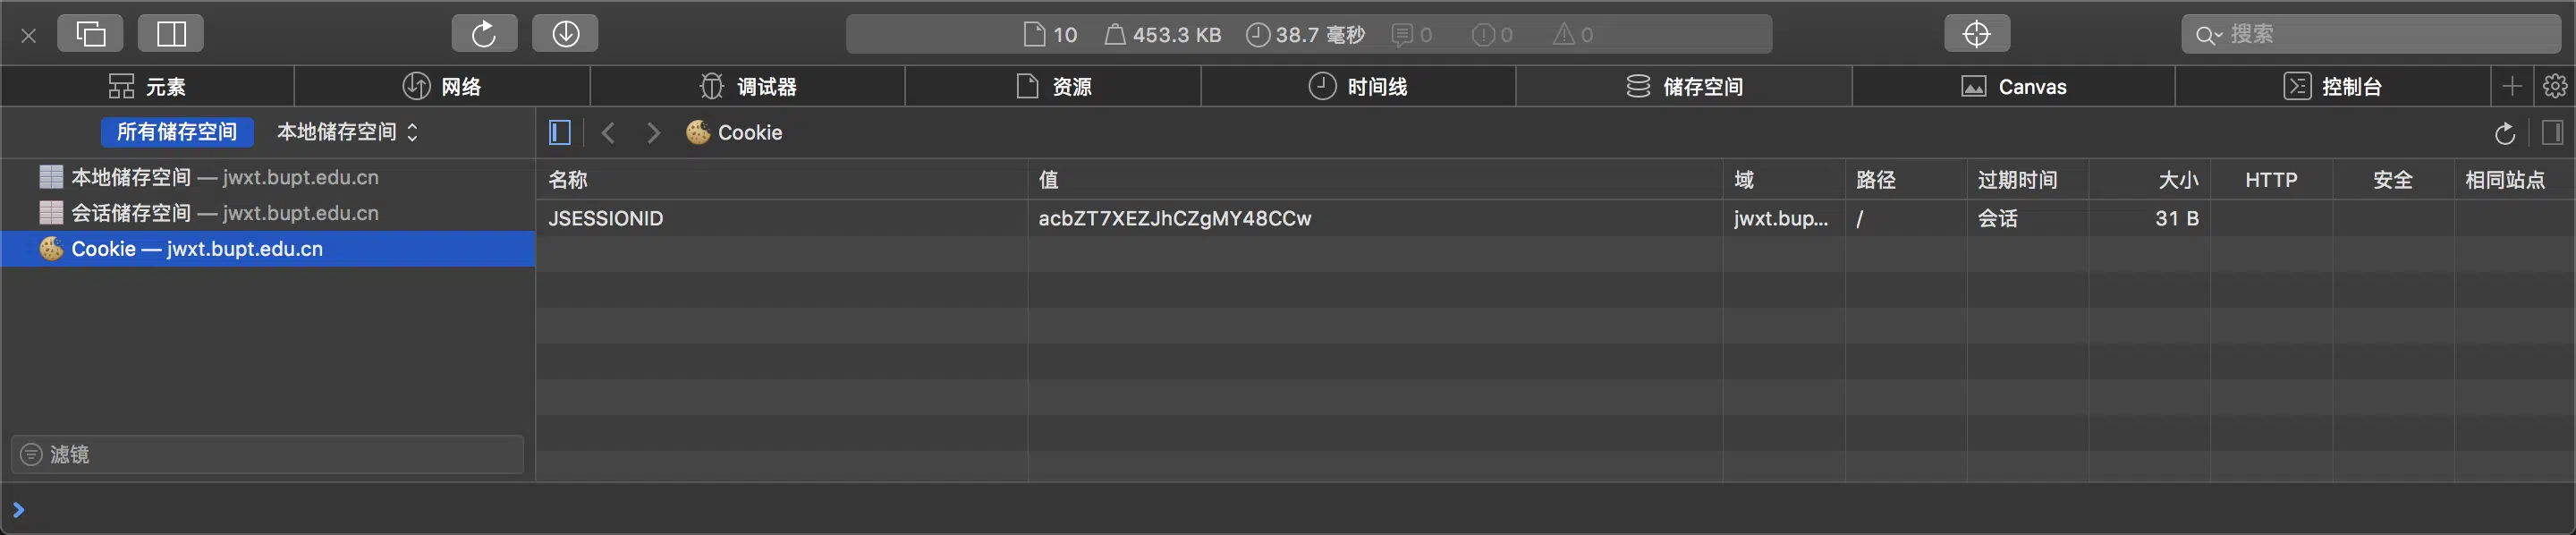 10 453.3 KB 38.7 毫秒 0 0 0 搜索
元素 网络 调试器 资源 时间线 储存空间 Canvas 控制台
所有储存空间 本地储存空间 Cookie
本地储存空间 — jwxt.bupt.edu.cn
会话储存空间 — jwxt.bupt.edu.cn
Cookie — jwxt.bupt.edu.cn
滤镜
名称 值 域 路径 过期时间 大小 HTTP 安全 相同站点
JSESSIONID acbZT7XEZJhCZgMY48CCw jwxt.bup... / 会话 31 B